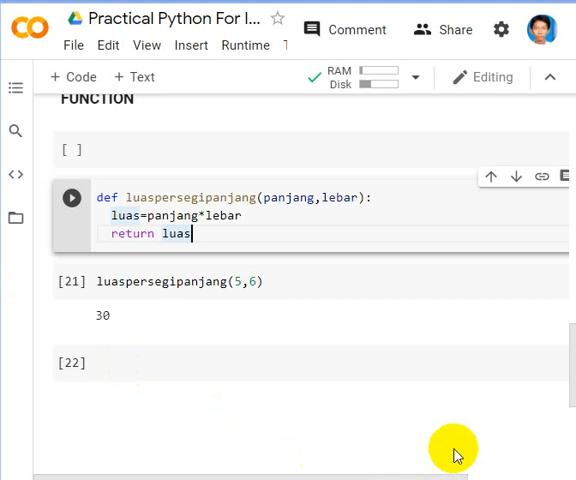 Practical Python For I...
File Edit View Insert Runtime
Comment
Share
+ Code + Text
RAM
Disk
Editing
FUNCTION
[ ]
def luaspersegipanjang(panjang,lebar):
luas=panjang*lebar
return luas
[21] luaspersegipanjang(5,6)
30
[22]